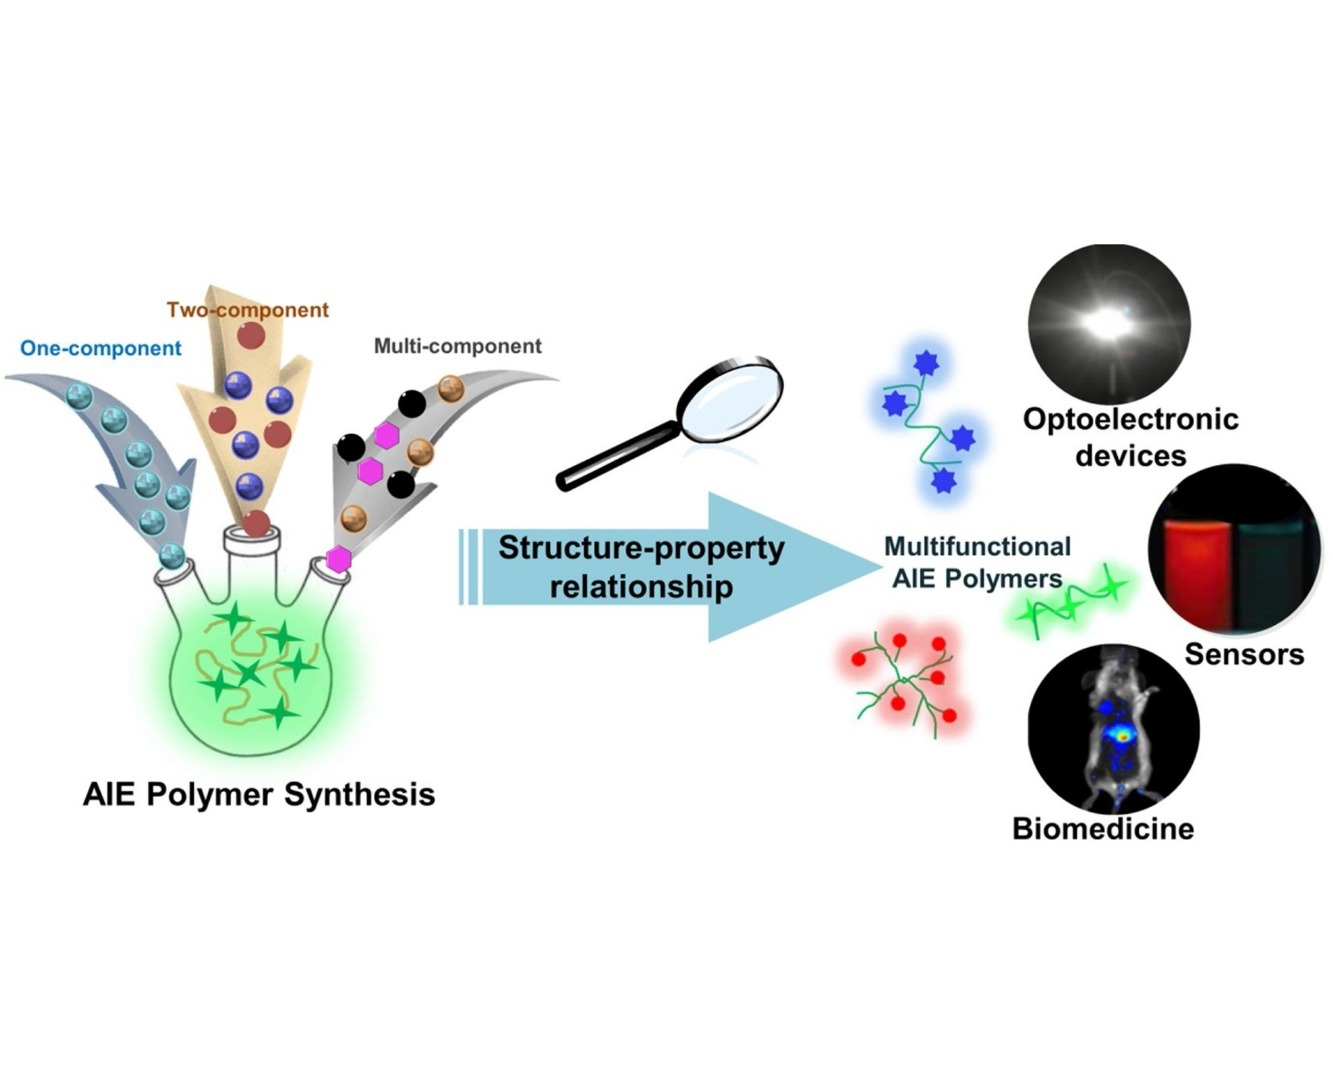 Two-component
One-component
Multi-component
AIE Polymer Synthesis
Structure-property
relationship
Multifunctional
AIE Polymers
Optoelectronic
devices
Sensors
Biomedicine